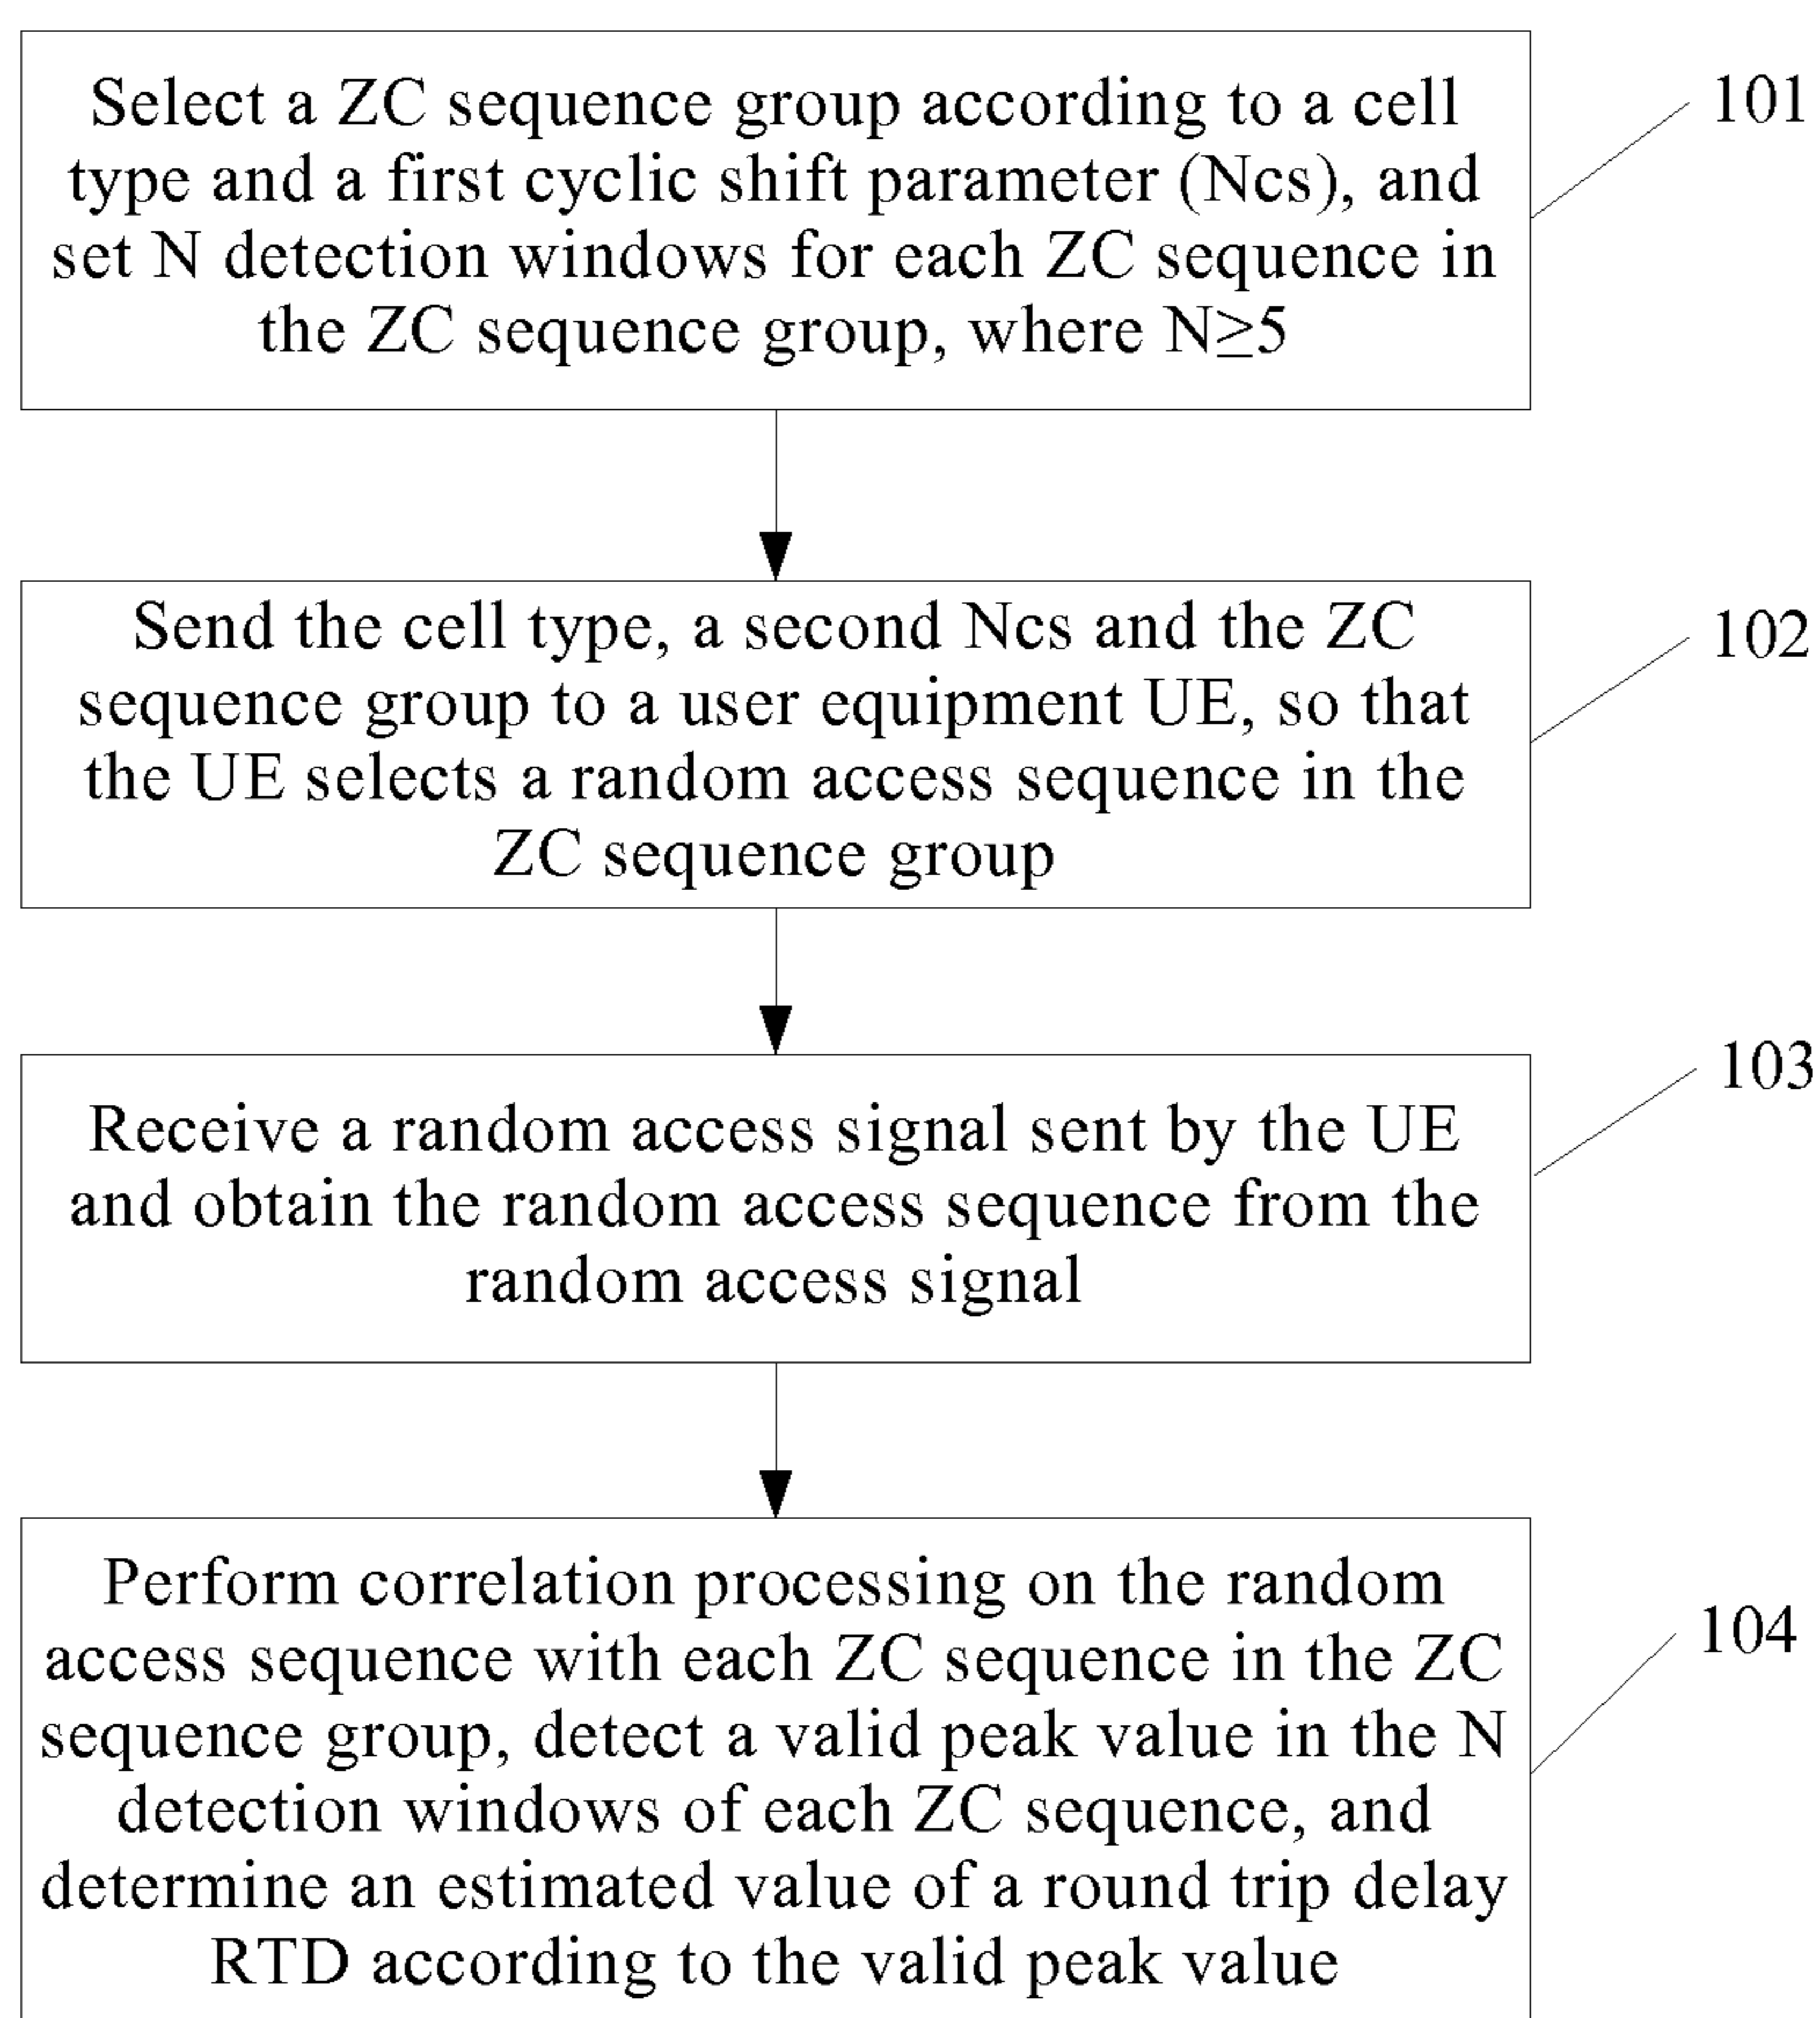 Select a ZC sequence group according to a cell
type and a first cyclic shift parameter (Ncs), and
set N detection windows for each ZC sequence in
the ZC sequence group, where N≥5
101
Send the cell type, a second Ncs and the ZC
sequence group to a user equipment UE, so that
the UE selects a random access sequence in the
ZC sequence group
102
Receive a random access signal sent by the UE
and obtain the random access sequence from the
random access signal
103
Perform correlation processing on the random
access sequence with each ZC sequence in the ZC
sequence group, detect a valid peak value in the N
detection windows of each ZC sequence, and
determine an estimated value of a round trip delay
RTD according to the valid peak value
104